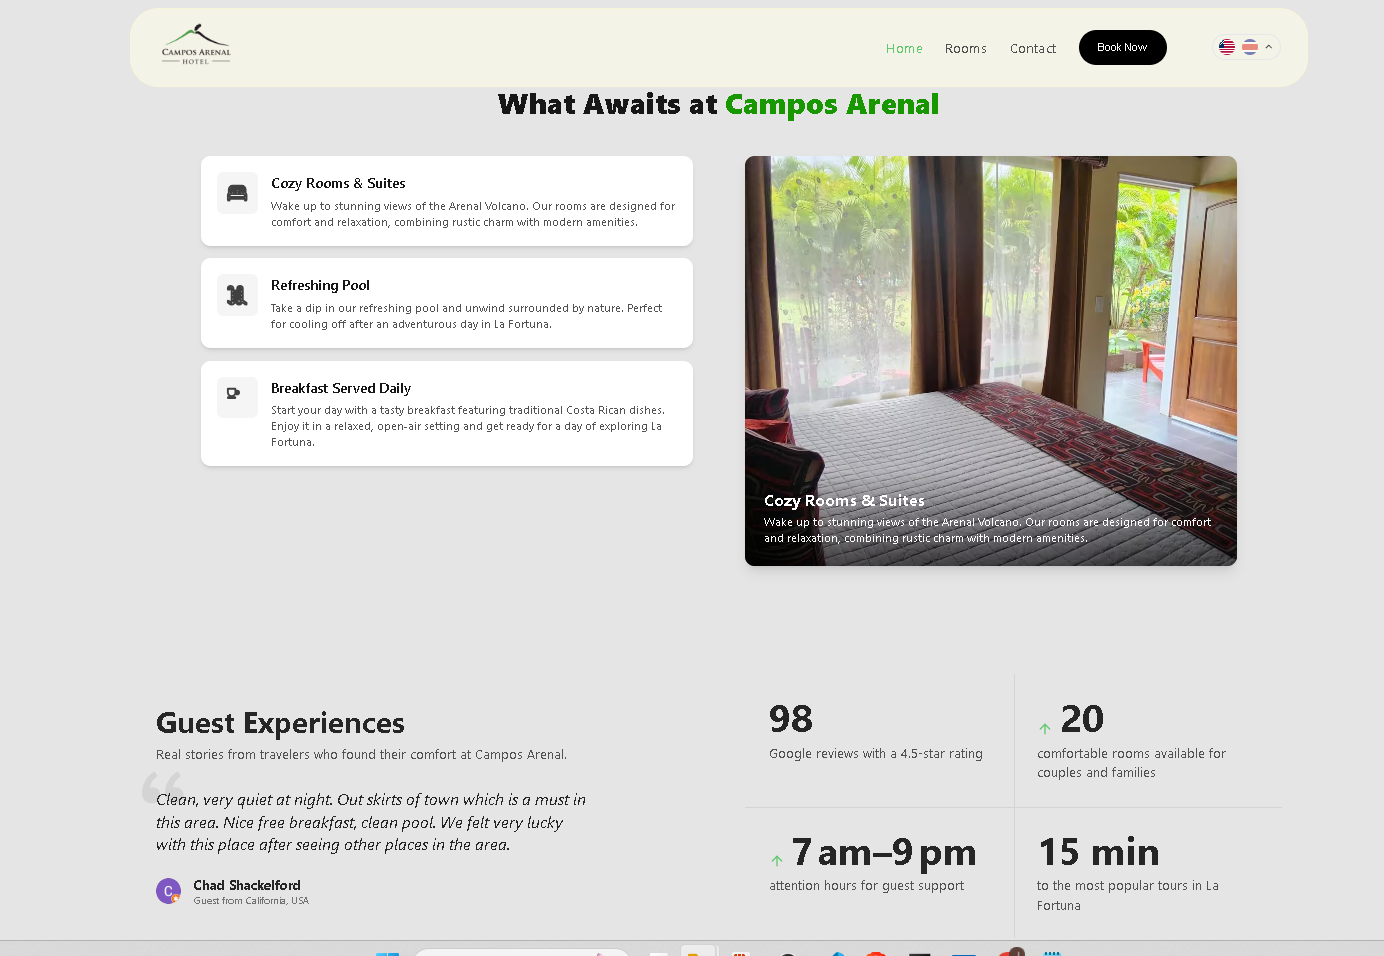 CAMPOS ARENAL
HOTEL
Home
Rooms
Contact
Book Now
What Awaits at Campos Arenal
Cozy Rooms & Suites
Wake up to stunning views of the Arenal Volcano. Our rooms are designed for
comfort and relaxation, combining rustic charm with modern amenities.
Refreshing Pool
Take a dip in our refreshing pool and unwind surrounded by nature. Perfect
for cooling off after an adventurous day in La Fortuna.
Breakfast Served Daily
Start your day with a tasty breakfast featuring traditional Costa Rican dishes.
Enjoy it in a relaxed, open-air setting and get ready for a day of exploring La
Fortuna.
Cozy Rooms & Suites
Wake up to stunning views of the Arenal Volcano. Our rooms are designed for comfort
and relaxation, combining rustic charm with modern amenities.
Guest Experiences
Real stories from travelers who found their comfort at Campos Arenal.
“
Clean, very quiet at night. Out skirts of town which is a must in
this area. Nice free breakfast, clean pool. We felt very lucky
with this place after seeing other places in the area.
C
Chad Shackelford
Guest from California, USA
98
Google reviews with a 4.5-star rating
↑ 20
comfortable rooms available for
couples and families
↑ 7 am–9 pm
attention hours for guest support
15 min
to the most popular tours in La
Fortuna